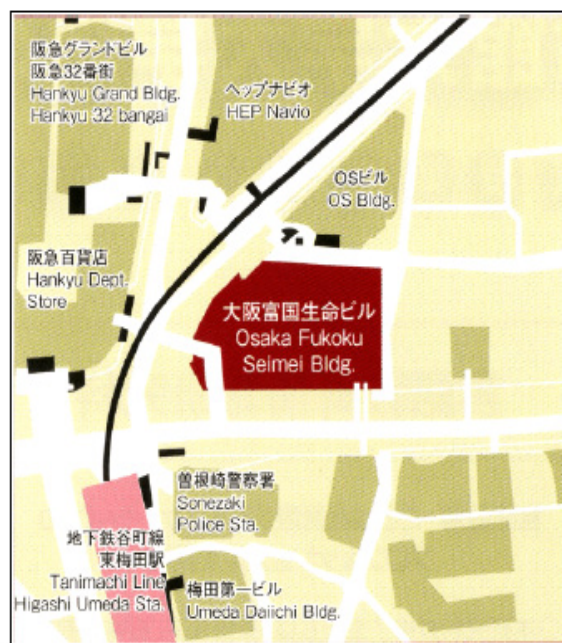 阪急グランドビル
阪急32番街
Hankyu Grand Bldg.
Hankyu 32 bangai
ヘップナビオ
HEP Navio
OSビル
OS Bldg.
阪急百貨店
Hankyu Dept.
Store
大阪富国生命ビル
Osaka Fukoku
Seimei Bldg.
曽根崎警察署
Sonezaki
Police Sta.
地下鉄谷町線
東梅田駅
Tanimachi Line
Higashi Umeda Sta.
梅田第一ビル
Umeda Daiichi Bldg.